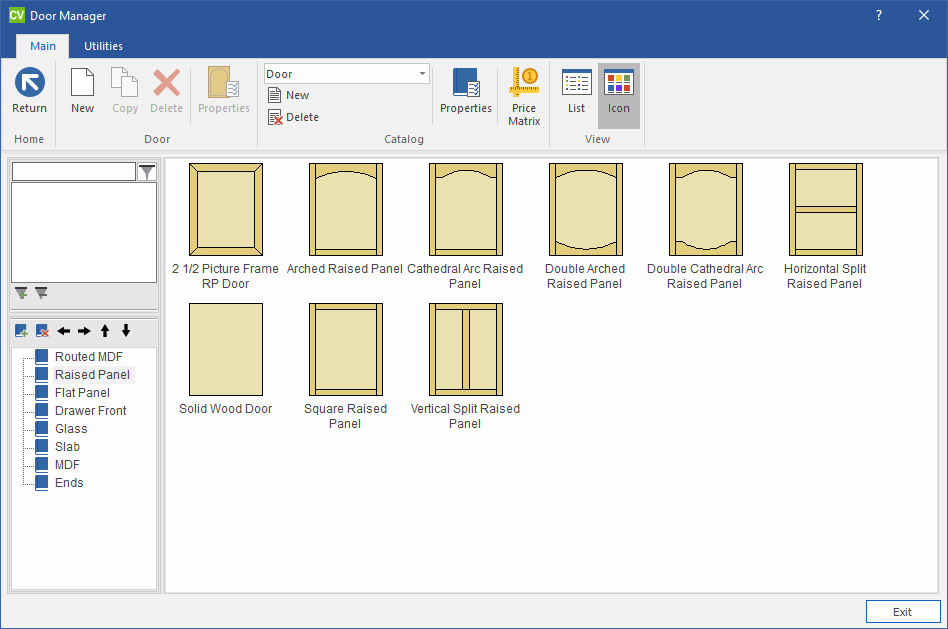 CV Door Manager ?
Main Utilities
Door
New
Delete
Return New Copy Delete Properties Properties Price Matrix List Icon
Home Door Catalog View
2 1/2 Picture Frame RP Door
Arched Raised Panel
Cathedral Arc Raised Panel
Double Arched Raised Panel
Double Cathedral Arc Raised Panel
Horizontal Split Raised Panel
Solid Wood Door
Square Raised Panel
Vertical Split Raised Panel
Routed MDF
Raised Panel
Flat Panel
Drawer Front
Glass
Slab
MDF
Ends
Exit